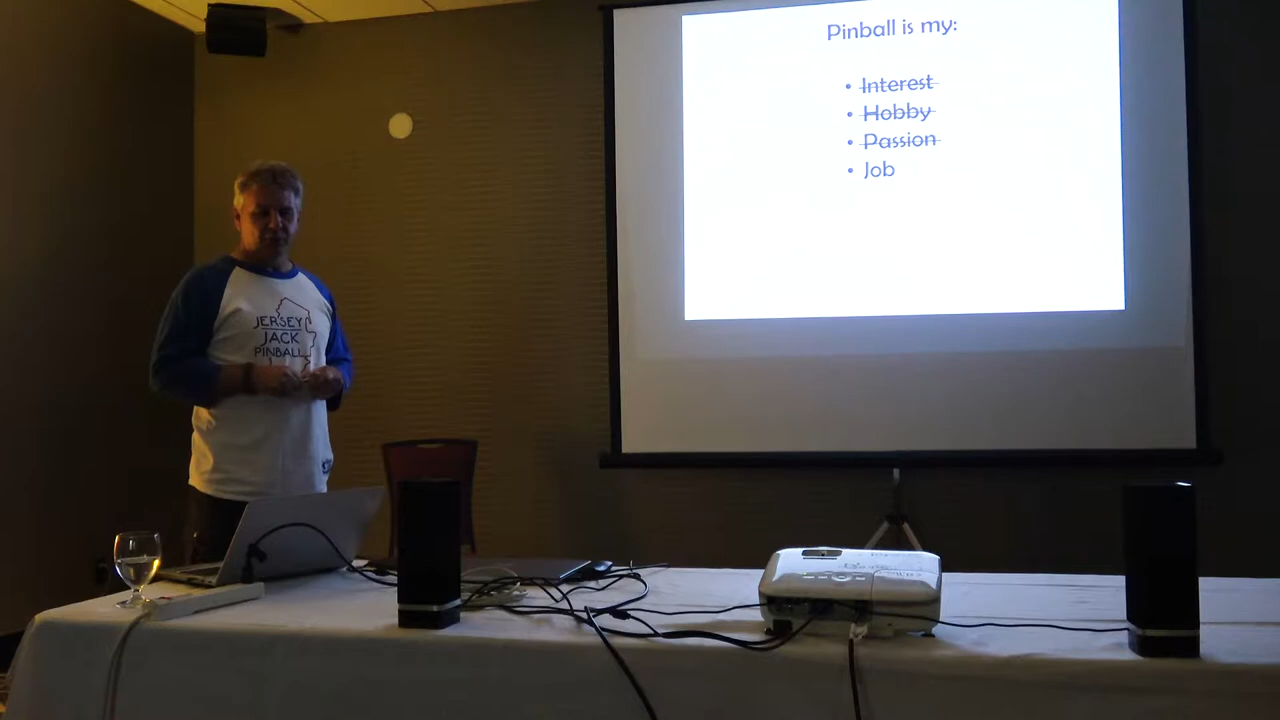 Pinball is my:
• Interest
• Hobby
• Passion
• Job
JERSEY
JACK
PINBALL